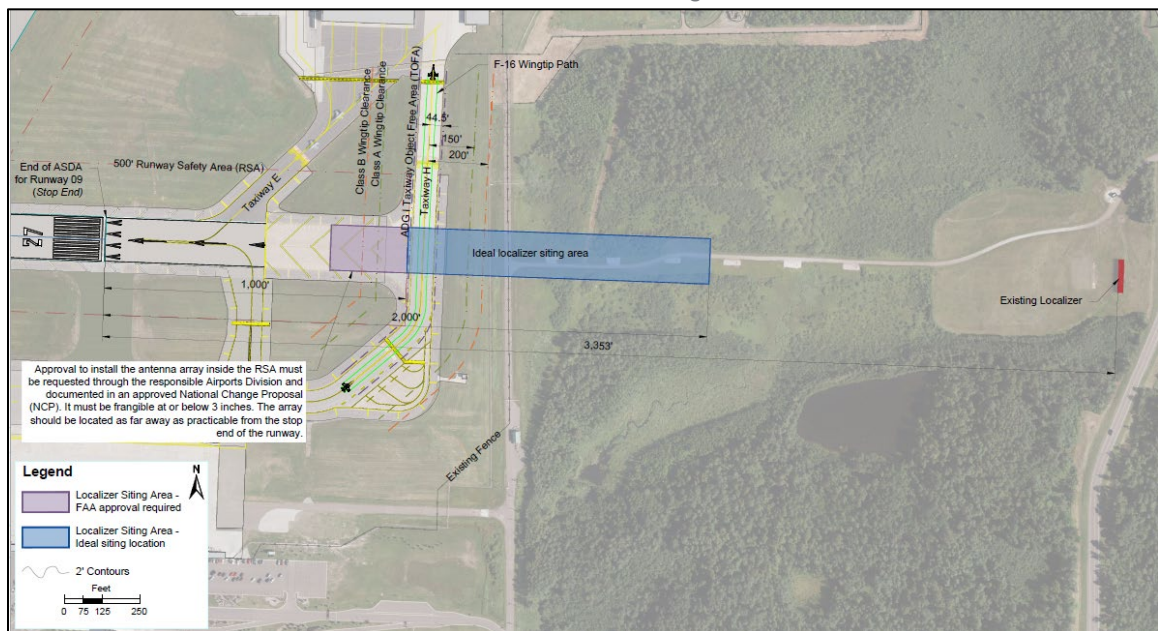 F-16 Wingtip Path
ADG I Taxiway Object Free Area (TOFA)
Class B Wingtip Clearance
Class A Wingtip Clearance
44.5'
150'
200'
500' Runway Safety Area (RSA)
End of ASDA
for Runway 09
(Stop End)
Taxiway E
Taxiway H
27
Ideal localizer siting area
Existing Localizer
1,000'
2,000'
3,353'
Approval to install the antenna array inside the RSA must
be requested through the responsible Airports Division and
documented in an approved National Change Proposal
(NCP). It must be frangible at or below 3 inches. The array
should be located as far away as practicable from the stop
end of the runway.
Existing Fence
Legend
N
Localizer Siting Area -
FAA approval required
Localizer Siting Area -
Ideal siting location
2' Contours
Feet
0 75 125 250